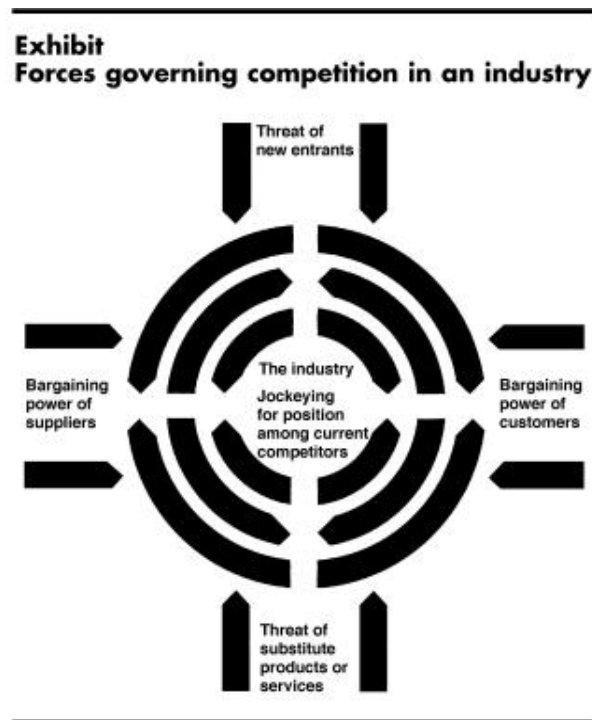 Exhibit
Forces governing competition in an industry
Threat of
new entrants
Bargaining
power of
suppliers
The industry
Jockeying
for position
among current
competitors
Bargaining
power of
customers
Threat of
substitute
products or
services